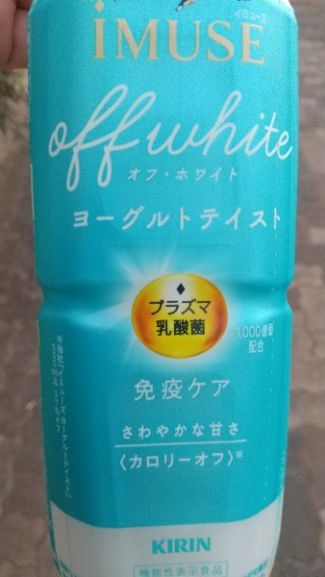 iMUSE
イミューズ
off white
オフ・ホワイト
ヨーグルトテイスト
プラズマ
乳酸菌
1,000億個
配合
免疫ケア
さわやかな甘さ
〈カロリーオフ〉※
KIRIN
機能性表示食品